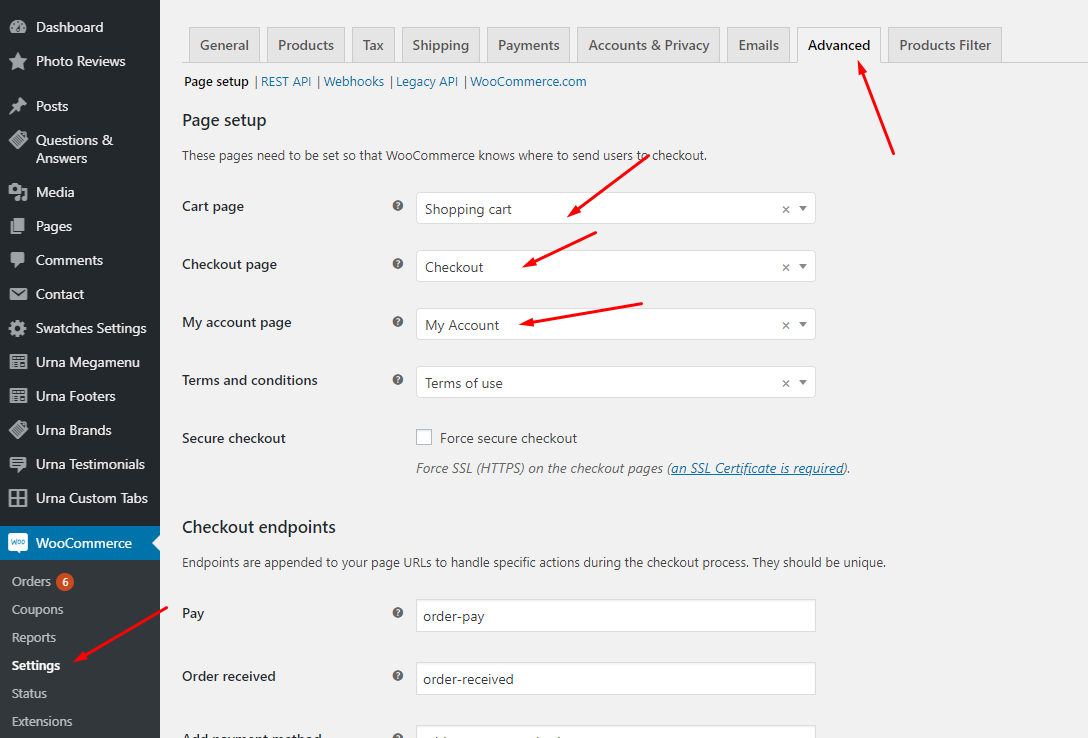 Dashboard
Photo Reviews
Posts
Questions &
Answers
Media
Pages
Comments
Contact
Swatches Settings
Urna Megamenu
Urna Footers
Urna Brands
Urna Testimonials
Urna Custom Tabs
woo WooCommerce
Orders 6
Coupons
Reports
Settings
Status
Extensions
General Products Tax Shipping Payments Accounts & Privacy Emails Advanced Products Filter
Page setup | REST API | Webhooks | Legacy API | WooCommerce.com
Page setup
These pages need to be set so that WooCommerce knows where to send users to checkout.
Cart page ? Shopping cart × 
Checkout page ? Checkout ×
My account page ? My Account ×
Terms and conditions ? Terms of use ×
Secure checkout Force secure checkout
Force SSL (HTTPS) on the checkout pages (an SSL Certificate is required).
Checkout endpoints
Endpoints are appended to your page URLs to handle specific actions during the checkout process. They should be unique.
Pay ? order-pay
Order received ? order-received